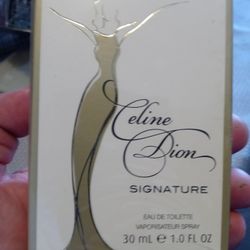 Celine
Dion
SIGNATURE
EAU DE TOILETTE
VAPORISATEUR SPRAY
30 mL ℮ 1.0 FL OZ